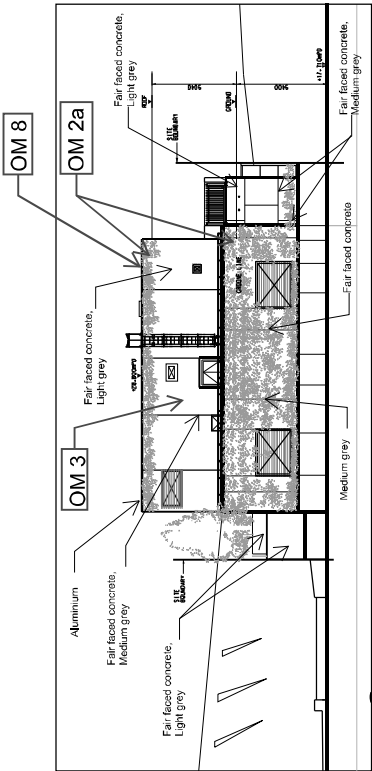 OM 8
OM 2a
OM 3
Aluminium
Fair faced concrete,
Medium grey
Fair faced concrete,
Light grey
Fair faced concrete,
Light grey
Fair faced concrete,
Light grey
Fair faced concrete,
Medium grey
Fair faced concrete
Medium grey
SITE
BOUNDARY
SITE
BOUNDARY
ROOF
GROUND
GROUND LINE